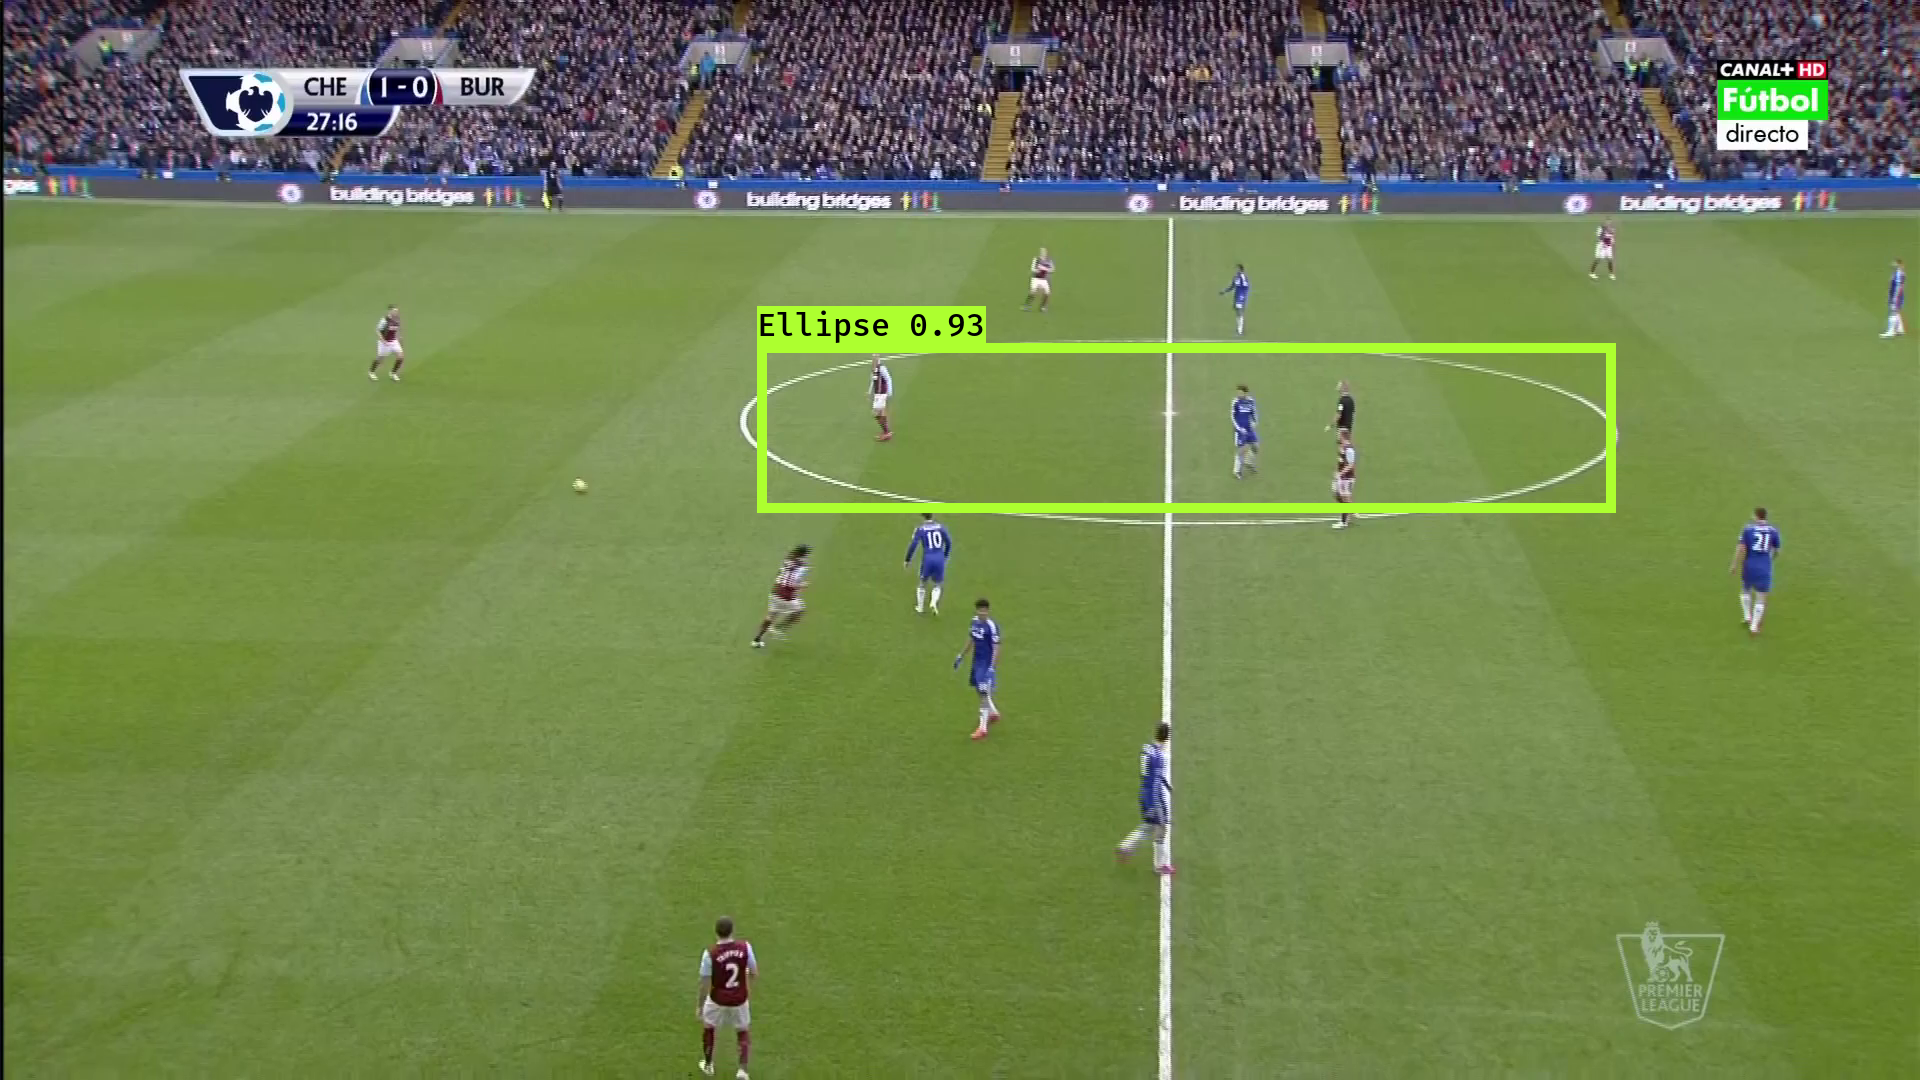 CHE 1 - 0 BUR
27:16
CANAL+ HD
Fútbol
directo
building bridges
building bridges
building bridges
building bridges
Ellipse 0.93
10
21
TRIPPIER
2
PREMIER
LEAGUE